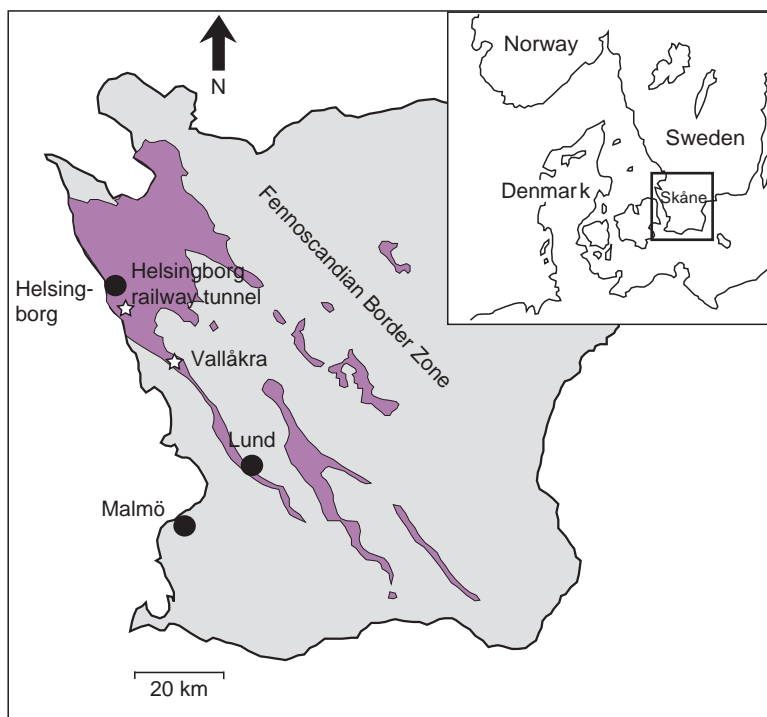 N
Norway
Sweden
Denmark
Skåne
Fennoscandian Border Zone
Helsing-
borg
Helsingborg
railway tunnel
Vallåkra
Lund
Malmö
20 km